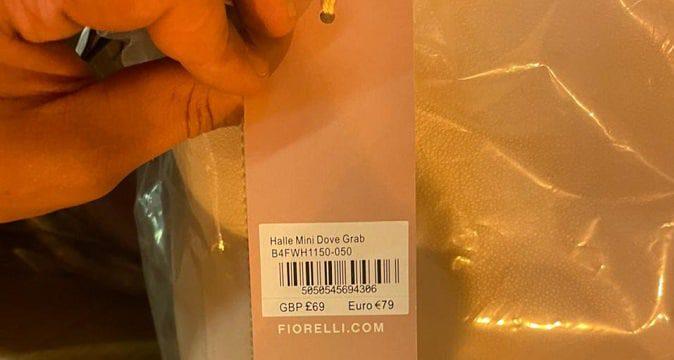 Halle Mini Dove Grab
B4FWH1150-050
5050545694306
GBP £69 Euro €79
FIORELLI.COM